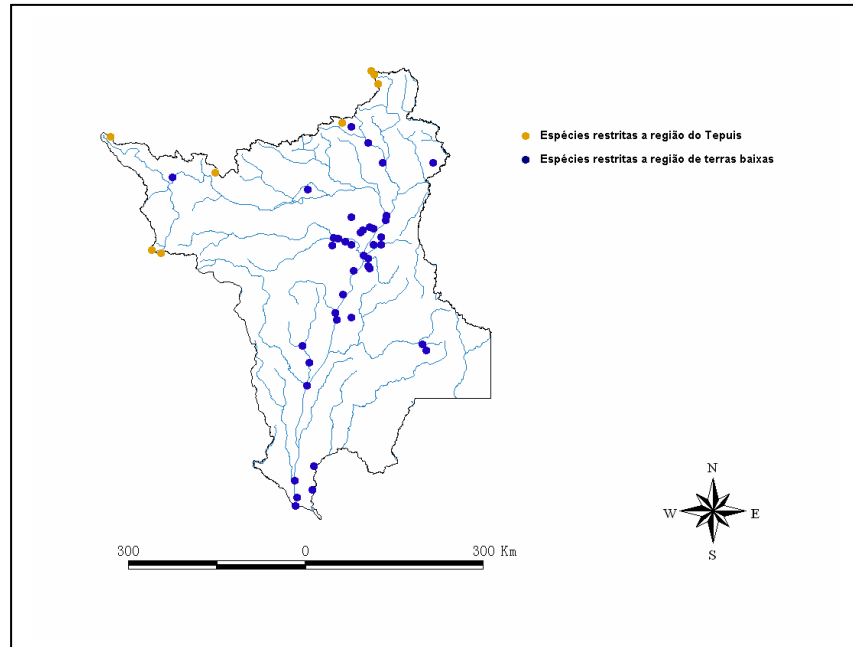 Espécies restritas a região do Tepuis
Espécies restritas a região de terras baixas
N
W E
S
300 0 300 Km